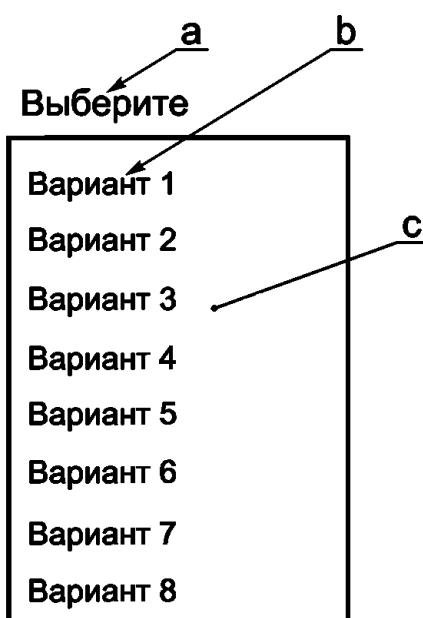 a
b
Выберите
Вариант 1
Вариант 2
c
Вариант 3
Вариант 4
Вариант 5
Вариант 6
Вариант 7
Вариант 8